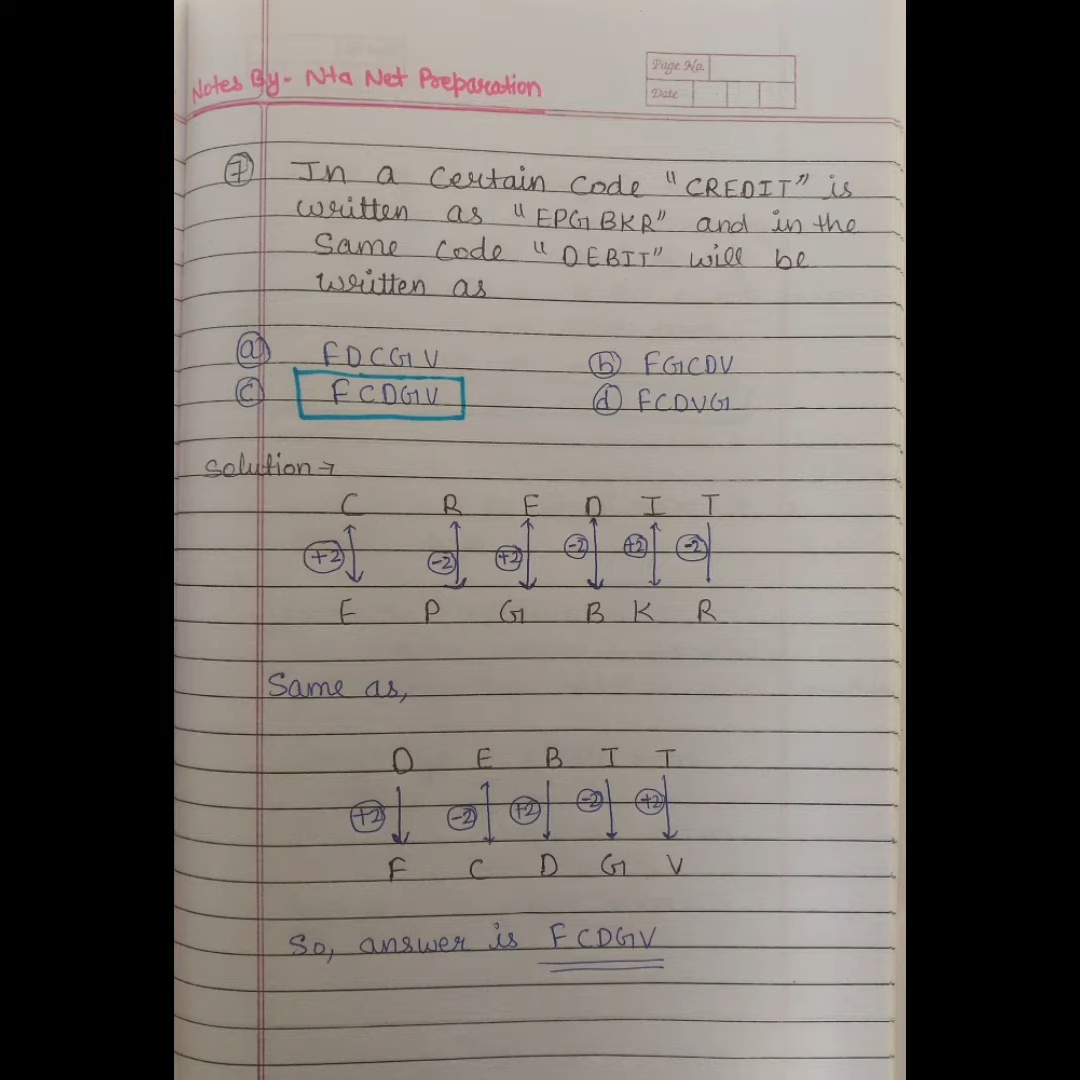 Notes By- Nta Net Preparation
Page No.
Date
7 In a certain code "CREDIT" is
written as "EPGBKR" and in the
Same code "DEBIT" will be
written as
a FDCGV b FGCDV
c FCDGV d FCDVG
Solution →
C R E D I T
+2 -2 +2 -2 +2 -2
E P G B K R
Same as,
D E B I T
+2 -2 +2 -2 +2
F C D G V
So, answer is FCDGV